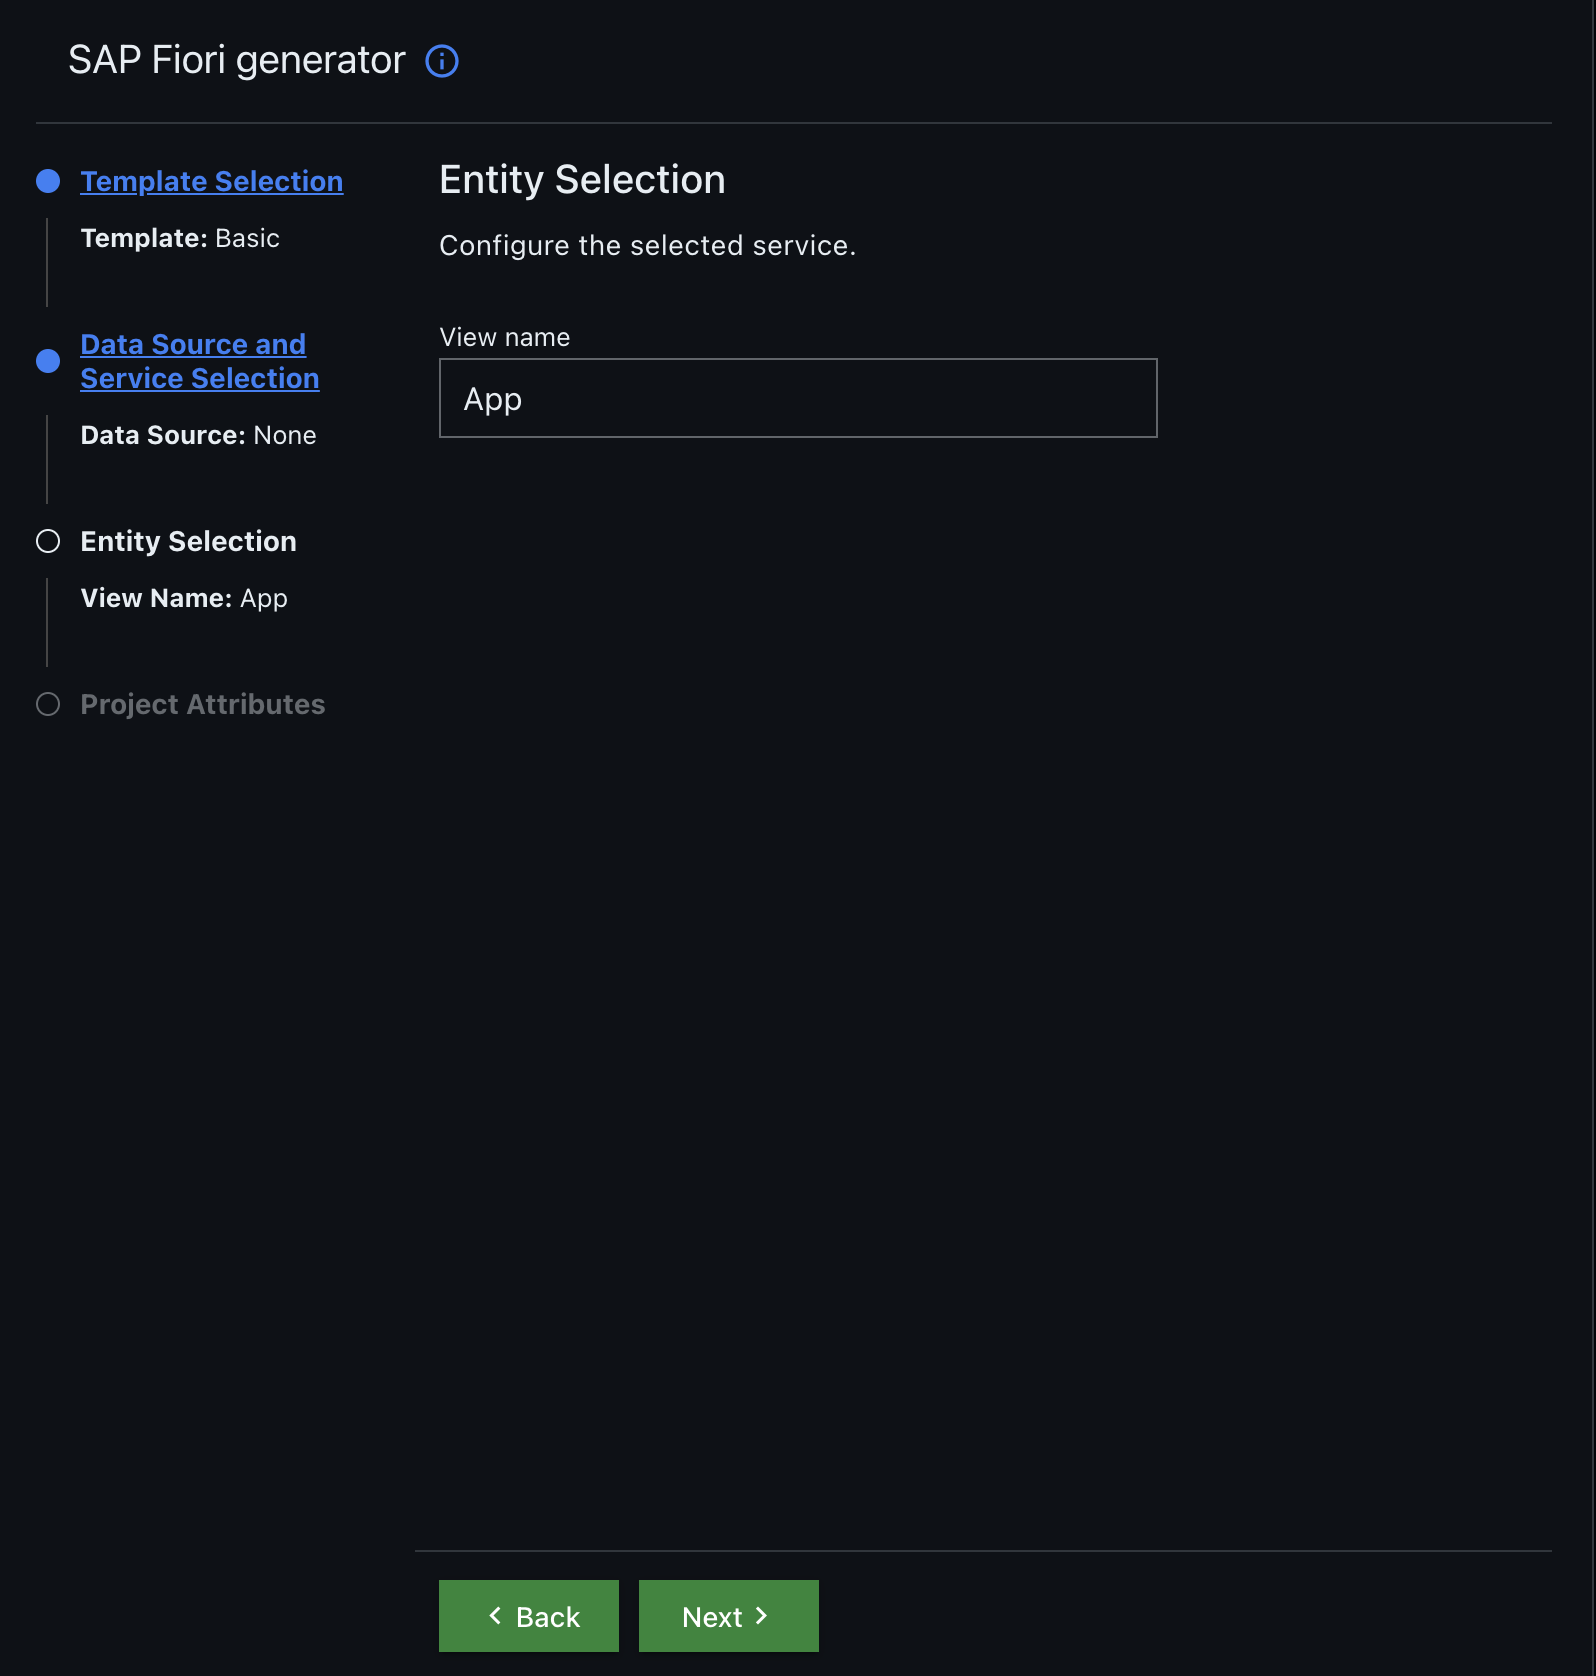 SAP Fiori generator
Template Selection
Template: Basic
Data Source and
Service Selection
Data Source: None
Entity Selection
View Name: App
Project Attributes
Entity Selection
Configure the selected service.
View name
App
Back
Next